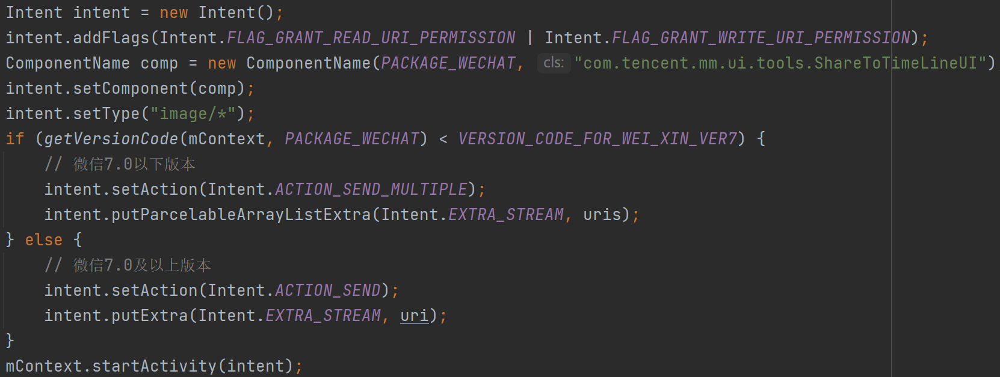 Intent intent = new Intent();
intent.addFlags(Intent.FLAG_GRANT_READ_URI_PERMISSION | Intent.FLAG_GRANT_WRITE_URI_PERMISSION);
ComponentName comp = new ComponentName(PACKAGE_WECHAT, cls: "com.tencent.mm.ui.tools.ShareToTimeLineUI")
intent.setComponent(comp);
intent.setType("image/*");
if (getVersionCode(mContext, PACKAGE_WECHAT) < VERSION_CODE_FOR_WEI_XIN_VER7) {
    // 微信7.0以下版本
    intent.setAction(Intent.ACTION_SEND_MULTIPLE);
    intent.putParcelableArrayListExtra(Intent.EXTRA_STREAM, uris);
} else {
    // 微信7.0及以上版本
    intent.setAction(Intent.ACTION_SEND);
    intent.putExtra(Intent.EXTRA_STREAM, uri);
}
mContext.startActivity(intent);